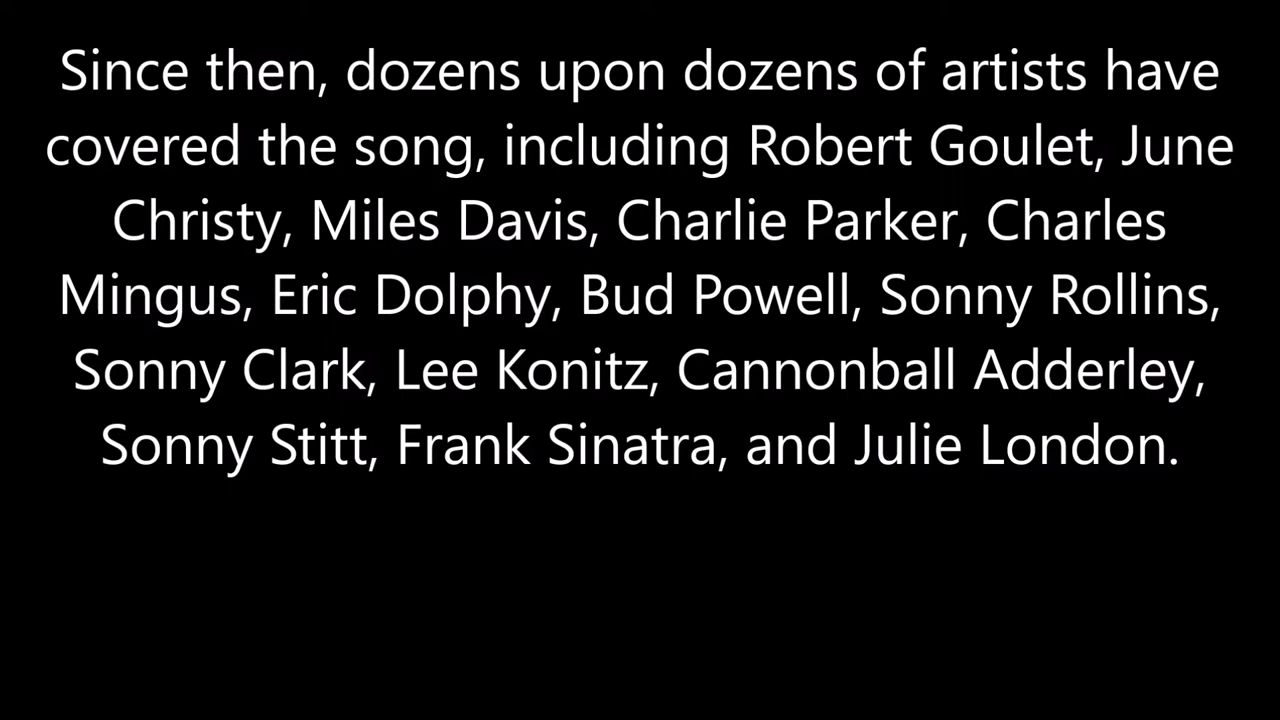 Since then, dozens upon dozens of artists have
covered the song, including Robert Goulet, June
Christy, Miles Davis, Charlie Parker, Charles
Mingus, Eric Dolphy, Bud Powell, Sonny Rollins,
Sonny Clark, Lee Konitz, Cannonball Adderley,
Sonny Stitt, Frank Sinatra, and Julie London.